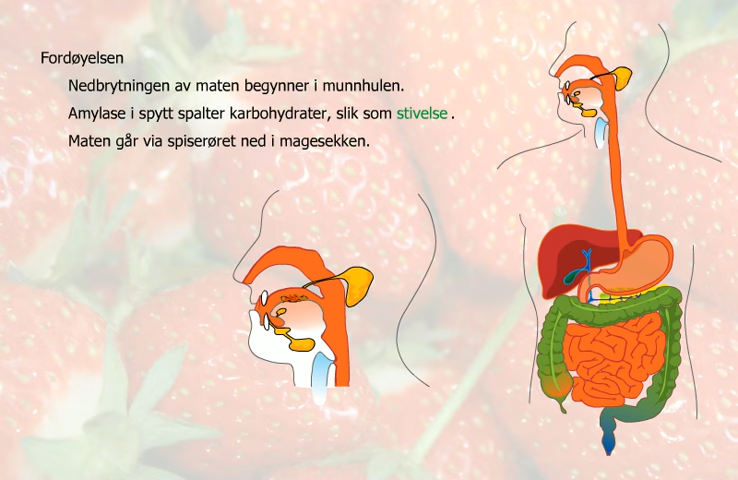 Fordøyelsen
Nedbrytningen av maten begynner i munnhulen.
Amylase i spytt spalter karbohydrater, slik som stivelse .
Maten går via spiserøret ned i magesekken.